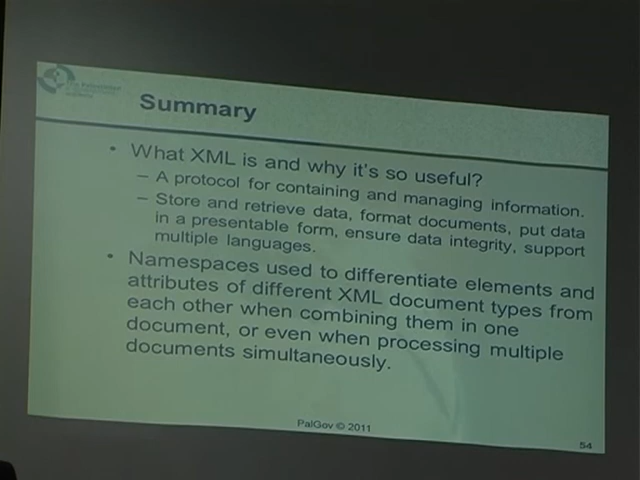 Summary
• What XML is and why it's so useful?
– A protocol for containing and managing information.
– Store and retrieve data, format documents, put data
in a presentable form, ensure data integrity, support
multiple languages.
• Namespaces used to differentiate elements and
attributes of different XML document types from
each other when combining them in one
document, or even when processing multiple
documents simultaneously.
PalGov © 2011
54